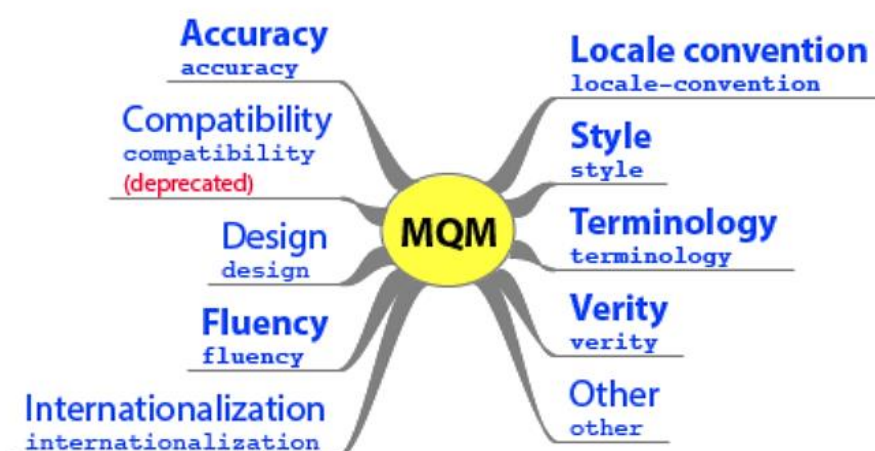 Accuracy
accuracy
Compatibility
compatibility
(deprecated)
Design
design
Fluency
fluency
Internationalization
internationalization
MQM
Locale convention
locale-convention
Style
style
Terminology
terminology
Verity
verity
Other
other